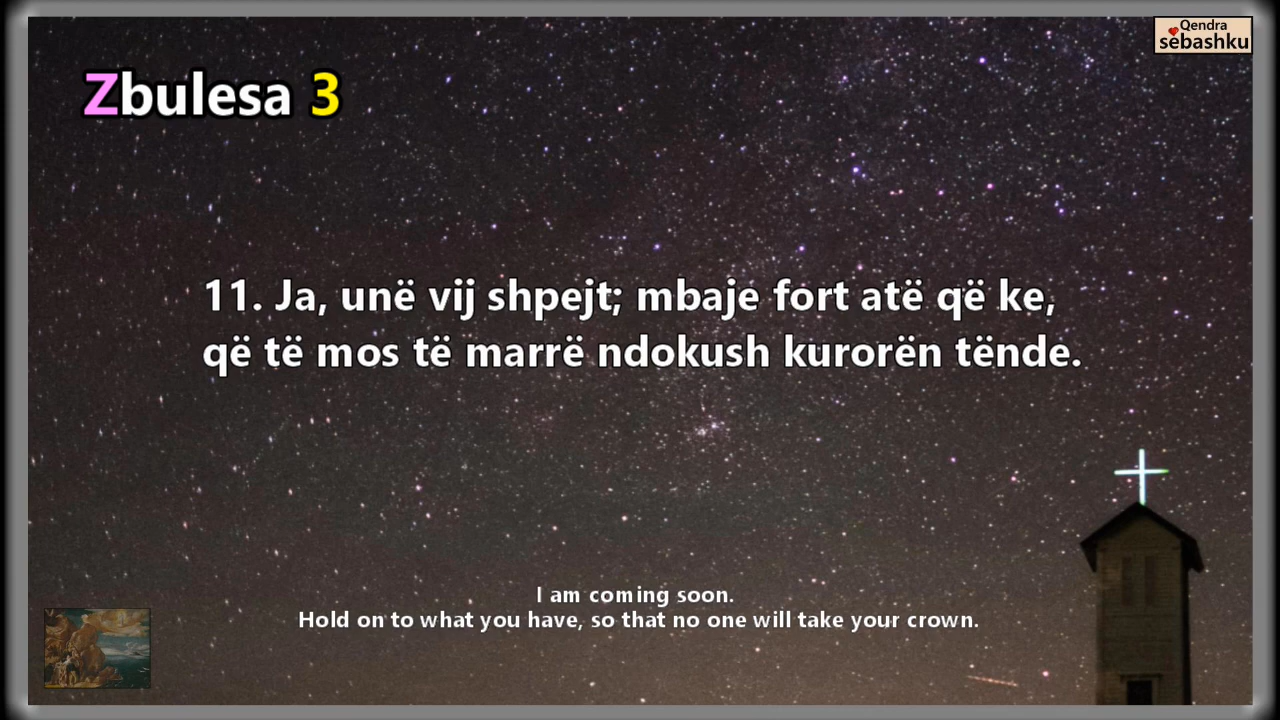 Qendra
sebashku
Zbulesa 3
11. Ja, unë vij shpejt; mbaje fort atë që ke,
që të mos të marrë ndokush kurorën tënde.
I am coming soon.
Hold on to what you have, so that no one will take your crown.